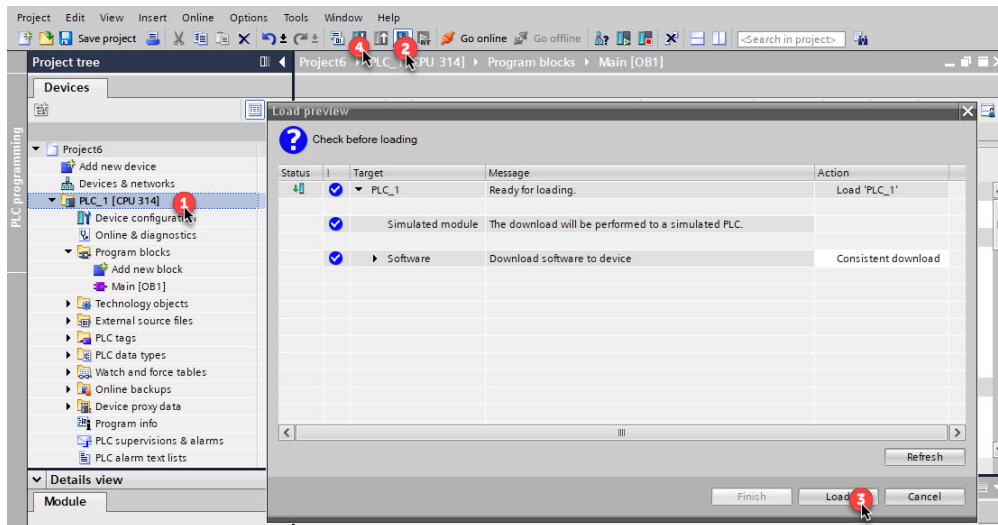 Project Edit View Insert Online Options Tools Window Help
Save project Go online Go offline <Search in project>
4
2
Project tree
Project6 CPU 314] Program blocks Main [OB1]
Devices
PLC programming
Load preview
Check before loading
Status ! Target Message Action
PLC_1 Ready for loading. Load 'PLC_1'
Simulated module The download will be performed to a simulated PLC.
Software Download software to device Consistent download
Refresh
Finish Load Cancel
3
Project6
Add new device
Devices & networks
PLC_1 [CPU 314]
1
Device configuration
Online & diagnostics
Program blocks
Add new block
Main [OB1]
Technology objects
External source files
PLC tags
PLC data types
Watch and force tables
Online backups
Device proxy data
Program info
PLC supervisions & alarms
PLC alarm text lists
Details view
Module